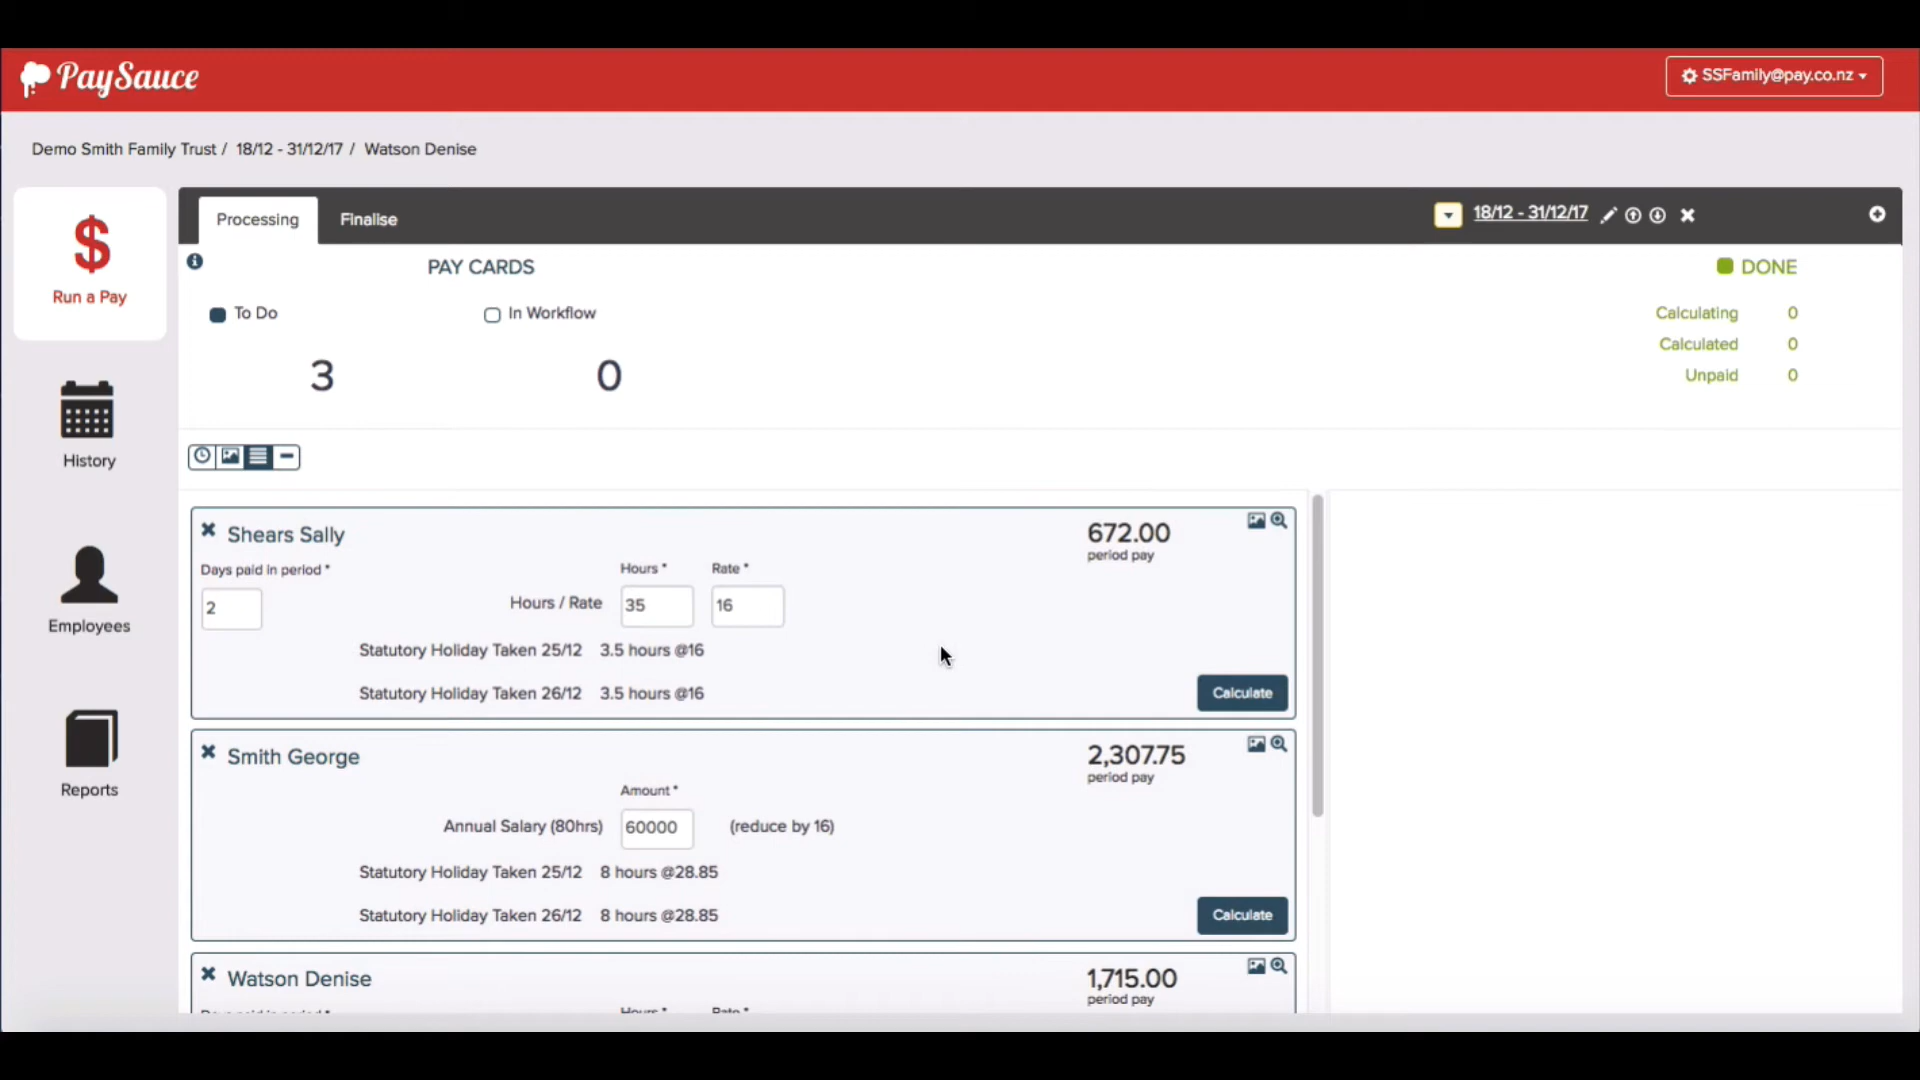 PaySauce
SSFamily@pay.co.nz
Demo Smith Family Trust / 18/12 - 31/12/17 / Watson Denise
Processing
Finalise
18/12 - 31/12/17
Run a Pay
History
Employees
Reports
PAY CARDS
DONE
To Do
In Workflow
3
0
Calculating 0
Calculated 0
Unpaid 0
Shears Sally
672.00
period pay
Days paid in period *
Hours *
Rate *
2
Hours / Rate
35
16
Statutory Holiday Taken 25/12 3.5 hours @16
Statutory Holiday Taken 26/12 3.5 hours @16
Calculate
Smith George
2,307.75
period pay
Amount *
Annual Salary (80hrs)
60000
(reduce by 16)
Statutory Holiday Taken 25/12 8 hours @28.85
Statutory Holiday Taken 26/12 8 hours @28.85
Calculate
Watson Denise
1,715.00
period pay
Hours *
Rate *